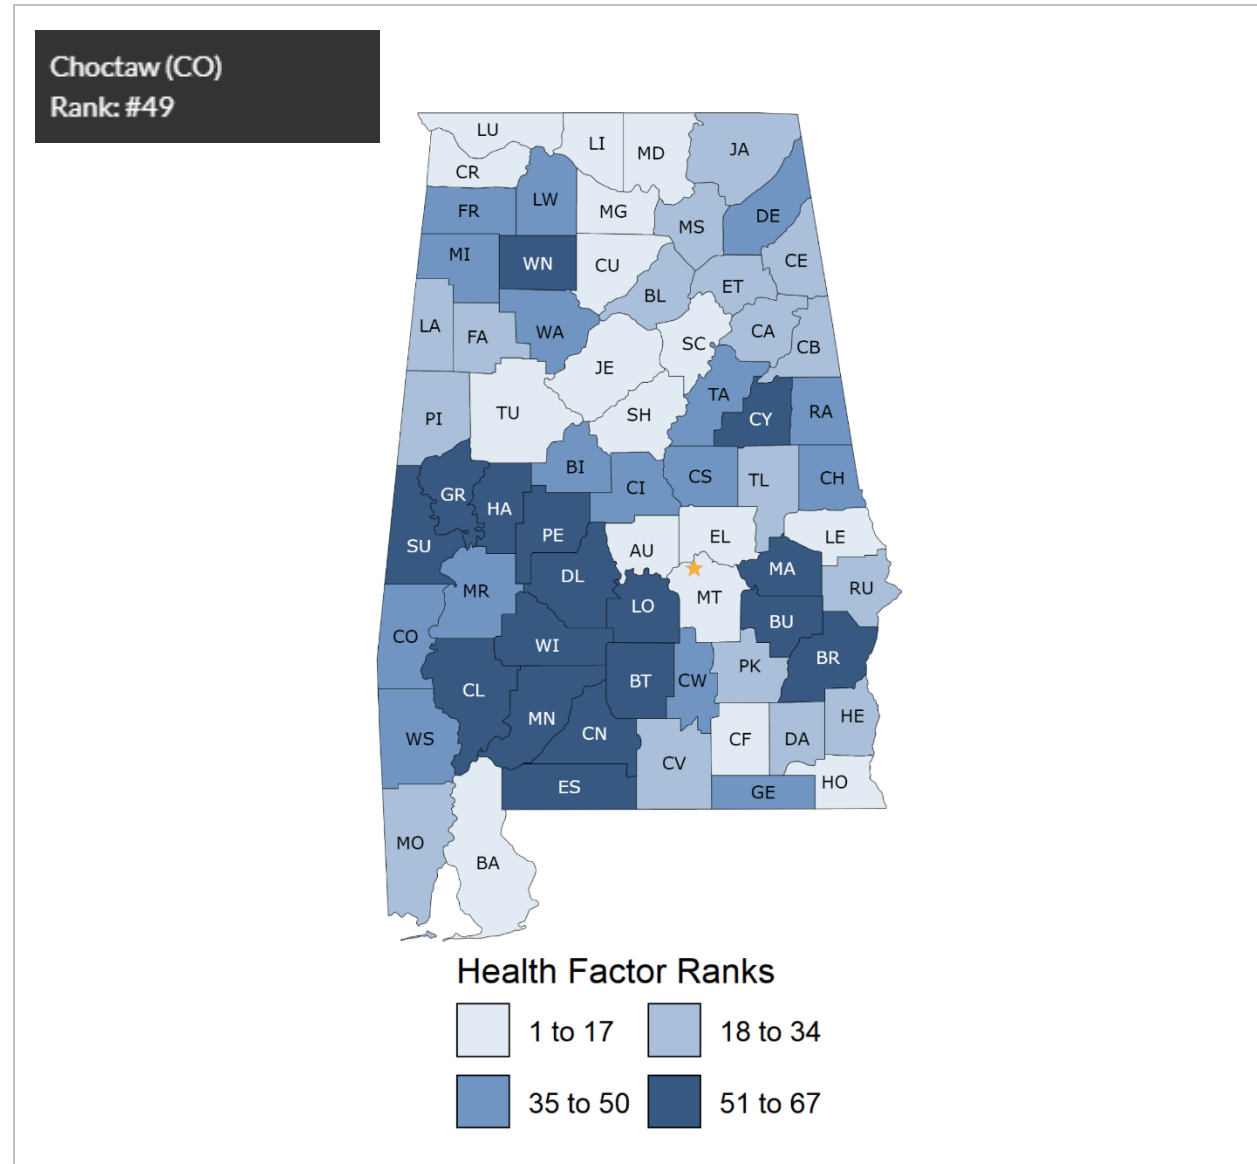 Choctaw (CO)
Rank: #49
LU
LI
MD
JA
CR
LW
FR
MG
MS
DE
MI
WN
CU
CE
BL
ET
LA
FA
WA
SC
CA
CB
JE
TA
PI
TU
SH
CY
RA
BI
CI
CS
TL
CH
GR
HA
PE
SU
AU
EL
LE
DL
MA
MR
LO
MT
RU
CO
WI
BU
BR
CL
BT
CW
PK
MN
CN
WS
CF
DA
HE
CV
ES
GE
HO
MO
BA
Health Factor Ranks
1 to 17
18 to 34
35 to 50
51 to 67